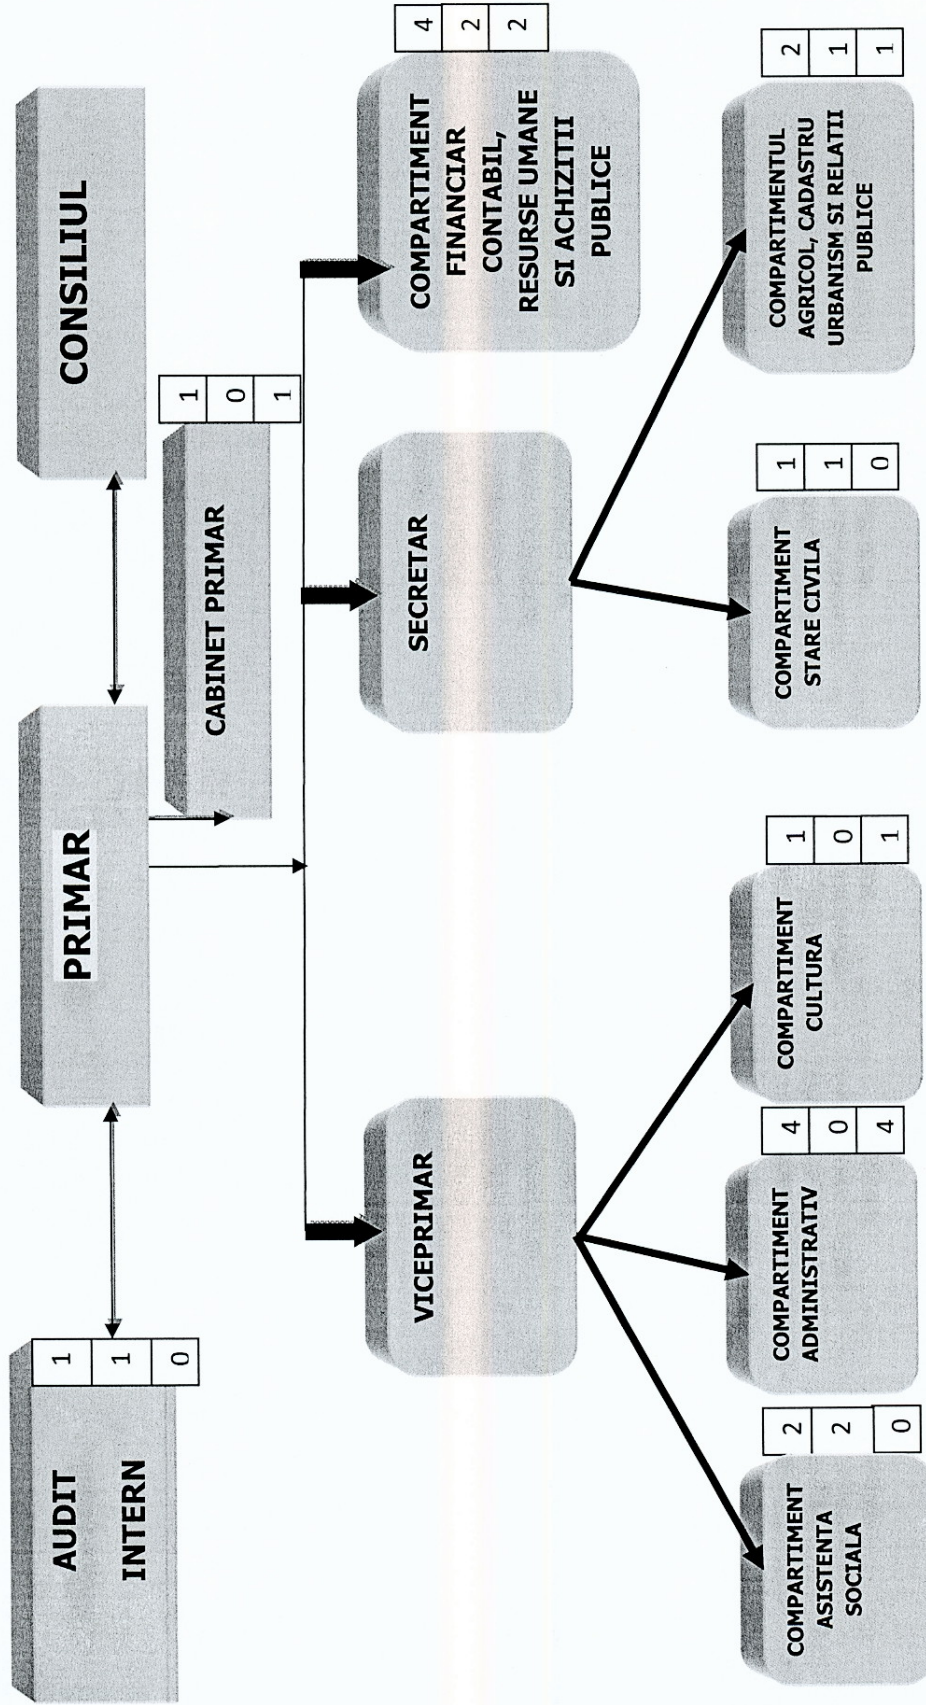 AUDIT
INTERN
1
1
0
PRIMAR
CONSILIUL
CABINET PRIMAR
1
0
1
VICEPRIMAR
SECRETAR
COMPARTIMENT
FINANCIAR
CONTABIL,
RESURSE UMANE
SI ACHIZITII
PUBLICE
4
2
2
COMPARTIMENT
ASISTENTA
SOCIALA
2
2
0
COMPARTIMENT
ADMINISTRATIV
4
0
4
COMPARTIMENT
CULTURA
1
0
1
COMPARTIMENT
STARE CIVILA
1
1
0
COMPARTIMENTUL
AGRICOL, CADASTRU
URBANISM SI RELATII
PUBLICE
2
1
1